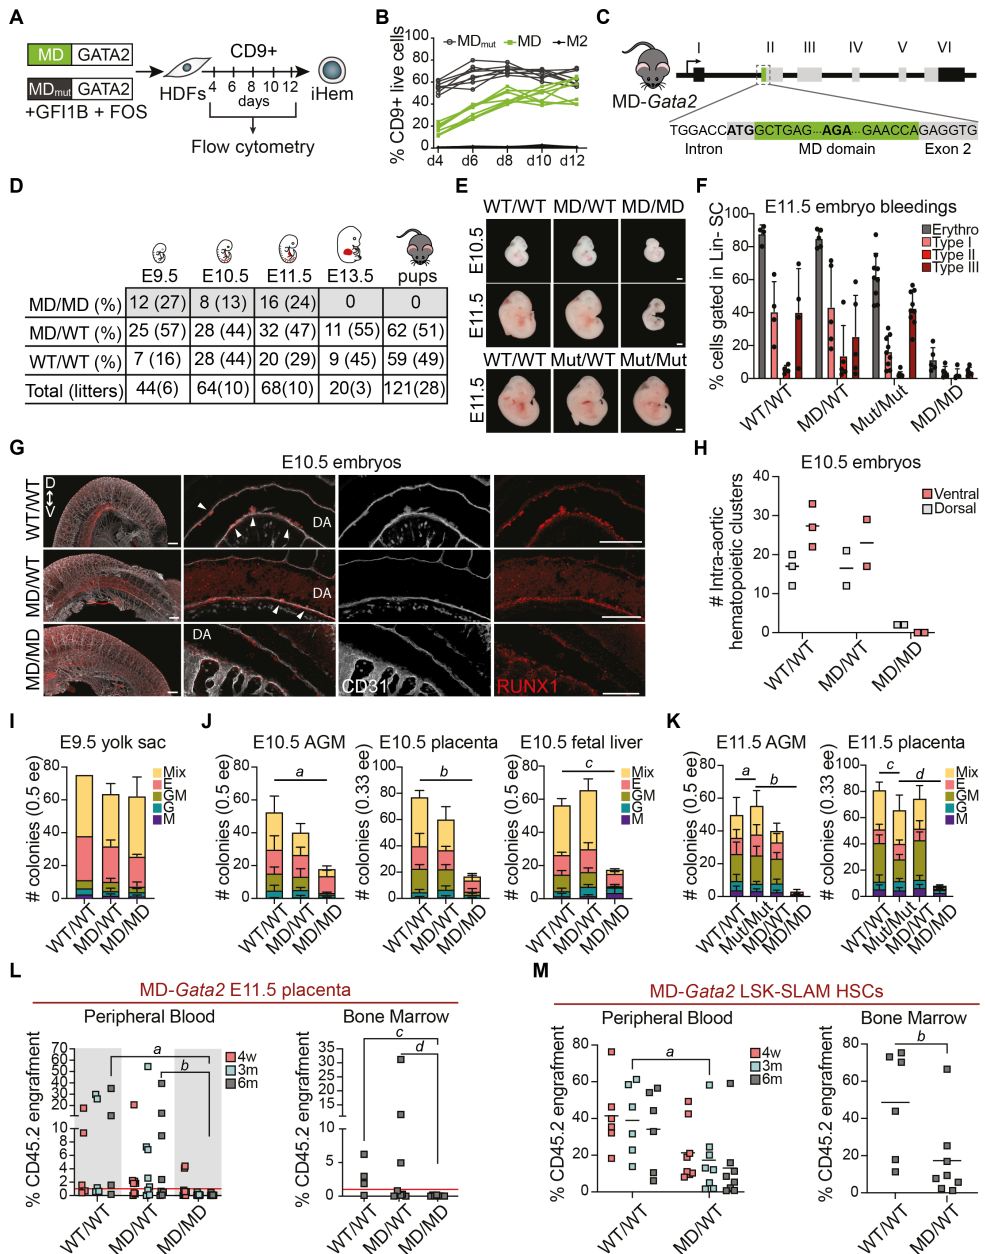 A
MD GATA2
MDmut GATA2
+GFI1B + FOS
HDFs
CD9+
4 6 8 10 12
days
iHem
Flow cytometry
B
MDmut MD M2
% CD9+ live cells
100
80
60
40
20
0
d4 d6 d8 d10 d12
C
MD-Gata2
I II III IV V VI
TGGACCATGGCTGAG...AGA...GAACCAGAGGTG
Intron MD domain Exon 2
D
E9.5 E10.5 E11.5 E13.5 pups
MD/MD (%) 12 (27) 8 (13) 16 (24) 0 0
MD/WT (%) 25 (57) 28 (44) 32 (47) 11 (55) 62 (51)
WT/WT (%) 7 (16) 28 (44) 20 (29) 9 (45) 59 (49)
Total (litters) 44(6) 64(10) 68(10) 20(3) 121(28)
E
WT/WT MD/WT MD/MD
E10.5
E11.5
WT/WT Mut/WT Mut/Mut
E11.5
F
E11.5 embryo bleedings
% cells gated in Lin- SC
100
80
60
40
20
0
Erythro
Type I
Type II
Type III
WT/WT MD/WT Mut/Mut MD/MD
G
E10.5 embryos
WT/WT
D
V
DA
MD/WT
DA
MD/MD
DA
CD31
RUNX1
H
E10.5 embryos
# Intra-aortic
hematopoietic clusters
40
30
20
10
0
Ventral
Dorsal
WT/WT MD/WT MD/MD
I
E9.5 yolk sac
# colonies (0.5 ee)
80
60
40
20
0
Mix
E
GM
G
M
WT/WT MD/WT MD/MD
J
E10.5 AGM
# colonies (0.5 ee)
80
60
40
20
0
a
WT/WT MD/WT MD/MD
E10.5 placenta
# colonies (0.33 ee)
100
80
60
40
20
0
b
WT/WT MD/WT MD/MD
E10.5 fetal liver
# colonies (0.5 ee)
80
60
40
20
0
c
Mix
E
GM
G
M
WT/WT MD/WT MD/MD
K
E11.5 AGM
# colonies (0.5 ee)
80
60
40
20
0
a
b
WT/WT Mut/Mut MD/WT MD/MD
E11.5 placenta
# colonies (0.33 ee)
100
80
60
40
20
0
c
d
Mix
E
GM
G
M
WT/WT Mut/Mut MD/WT MD/MD
L
MD-Gata2 E11.5 placenta
Peripheral Blood
% CD45.2 engrafment
70
60
50
40
30
20
10
10
8
6
4
2
1
0
a
b
4w
3m
6m
WT/WT MD/WT MD/MD
Bone Marrow
% CD45.2 engrafment
35
30
25
20
15
10
5
0
c
d
WT/WT MD/WT MD/MD
M
MD-Gata2 LSK-SLAM HSCs
Peripheral Blood
% CD45.2 engrafment
80
60
40
20
0
a
4w
3m
6m
WT/WT MD/WT
Bone Marrow
% CD45.2 engrafment
80
60
40
20
0
b
WT/WT MD/WT